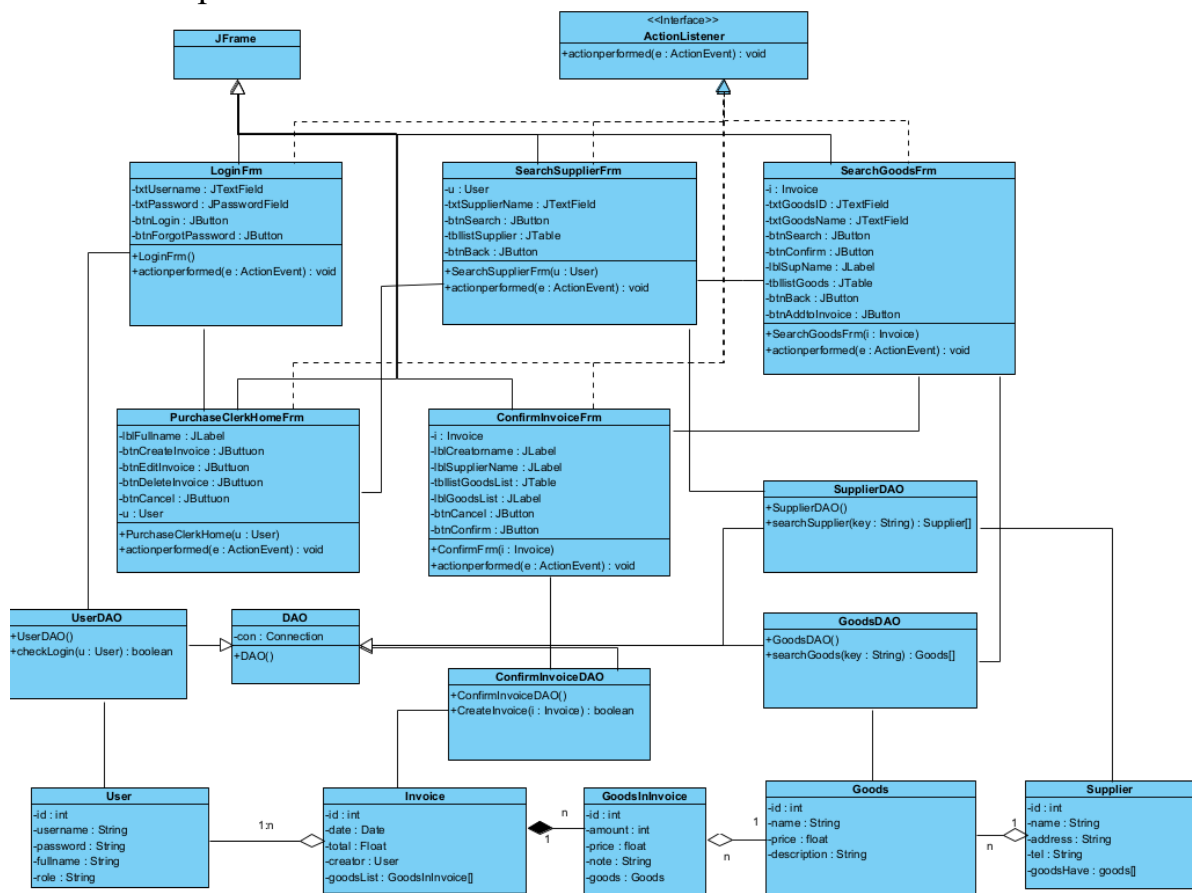 JFrame
<<Interface>>
ActionListener
+actionperformed(e : ActionEvent) : void
LoginFrm
-txtUsername : JTextField
-txtPassword : JPasswordField
-btnLogin : JButton
-btnForgotPassword : JButton
+LoginFrm()
+actionperformed(e : ActionEvent) : void
SearchSupplierFrm
-u : User
-txtSupplierName : JTextField
-btnSearch : JButton
-tbllistSupplier : JTable
-btnBack : JButton
+SearchSupplierFrm(u : User)
+actionperformed(e : ActionEvent) : void
SearchGoodsFrm
-i : Invoice
-txtGoodsID : JTextField
-txtGoodsName : JTextField
-btnSearch : JButton
-btnConfirm : JButton
-lblSupName : JLabel
-tbllistGoods : JTable
-btnBack : JButton
-btnAddtoInvoice : JButton
+SearchGoodsFrm(i : Invoice)
+actionperformed(e : ActionEvent) : void
PurchaseClerkHomeFrm
-lblFullname : JLabel
-btnCreateInvoice : JButtuon
-btnEditInvoice : JButtuon
-btnDeleteInvoice : JButtuon
-btnCancel : JButtuon
-u : User
+PurchaseClerkHome(u : User)
+actionperformed(e : ActionEvent) : void
ConfirmInvoiceFrm
-i : Invoice
-lblCreatorname : JLabel
-lblSupplierName : JLabel
-tbllistGoodsList : JTable
-lblGoodsList : JLabel
-btnCancel : JButton
-btnConfirm : JButton
+ConfirmFrm(i : Invoice)
+actionperformed(e : ActionEvent) : void
SupplierDAO
+SupplierDAO()
+searchSupplier(key : String) : Supplier[]
UserDAO
+UserDAO()
+checkLogin(u : User) : boolean
DAO
-con : Connection
+DAO()
GoodsDAO
+GoodsDAO()
+searchGoods(key : String) : Goods[]
ConfirmInvoiceDAO
+ConfirmInvoiceDAO()
+CreateInvoice(i : Invoice) : boolean
User
-id : int
-username : String
-password : String
-fullname : String
-role : String
1:n
Invoice
-id : int
-date : Date
-total : Float
-creator : User
-goodsList : GoodsInInvoice[]
n
1
GoodsInInvoice
-id : int
-amount : int
-price : float
-note : String
-goods : Goods
1
n
Goods
-id : int
-name : String
-price : float
-description : String
1
n
Supplier
-id : int
-name : String
-address : String
-tel : String
-goodsHave : goods[]